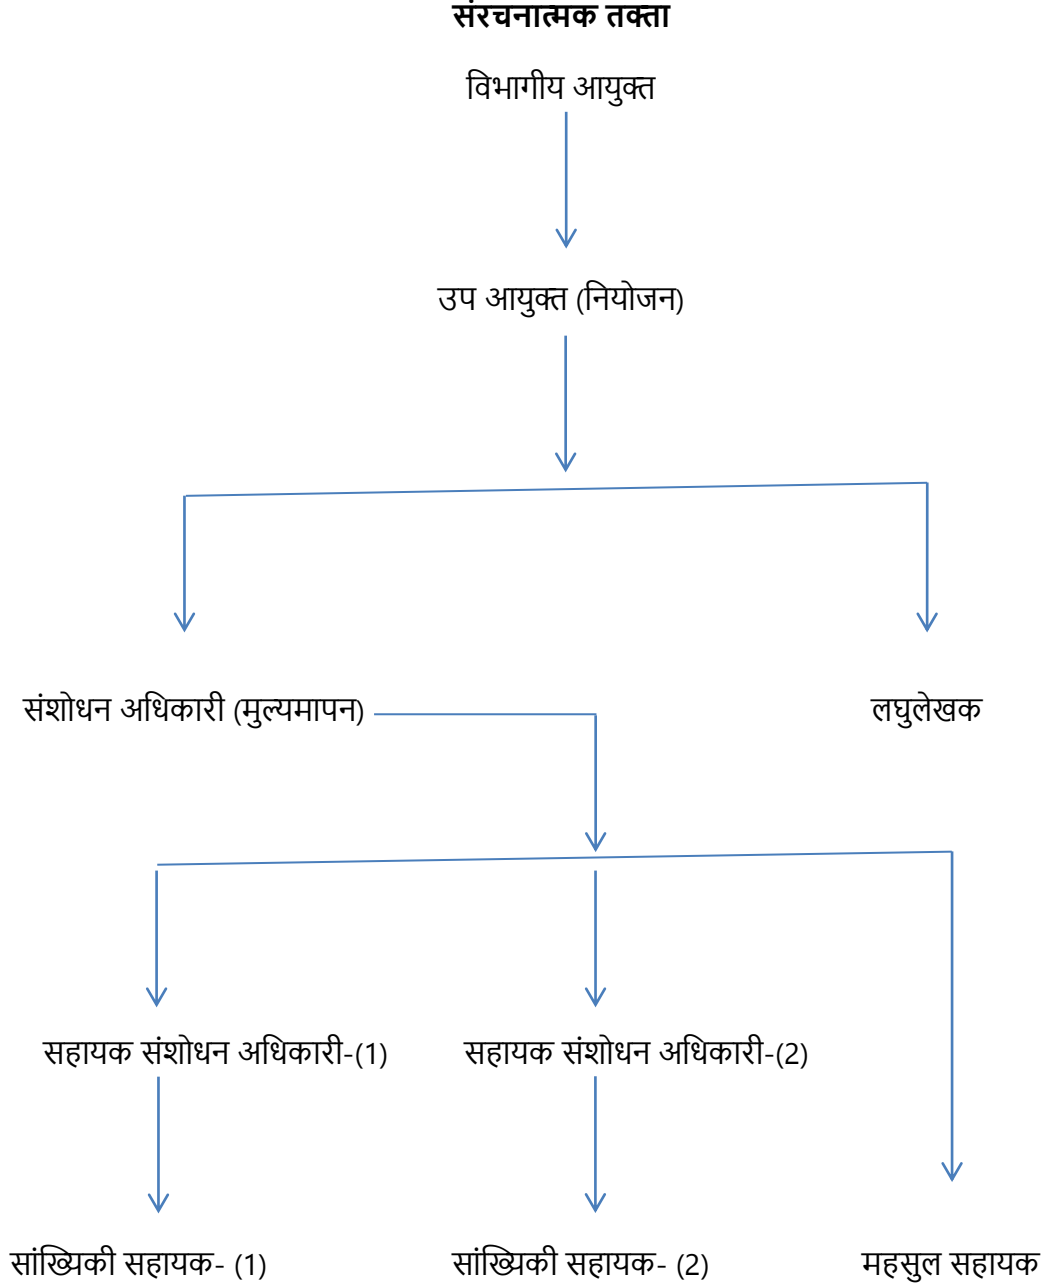 संरचनात्मक तक्ता
विभागीय आयुक्त
उप आयुक्त (नियोजन)
संशोधन अधिकारी (मुल्यमापन)
लघुलेखक
सहायक संशोधन अधिकारी-(1)
सहायक संशोधन अधिकारी-(2)
सांख्यिकी सहायक- (1)
सांख्यिकी सहायक- (2)
महसुल सहायक